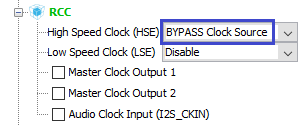 RCC
High Speed Clock (HSE) BYPASS Clock Source
Low Speed Clock (LSE) Disable
Master Clock Output 1
Master Clock Output 2
Audio Clock Input (I2S_CKIN)